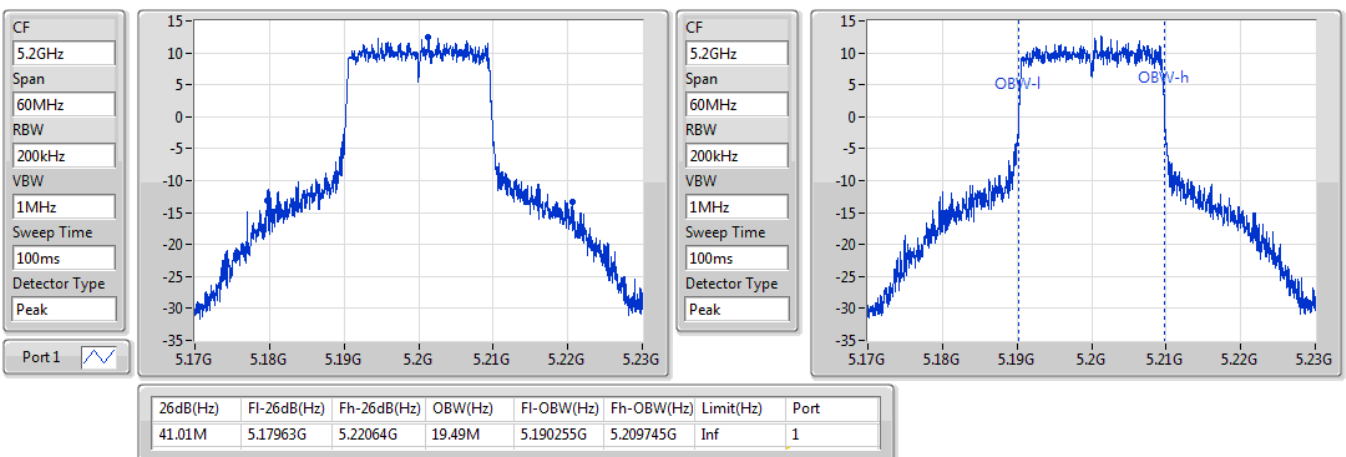 CF
5.2GHz
Span
60MHz
RBW
200kHz
VBW
1MHz
Sweep Time
100ms
Detector Type
Peak
Port 1
15
10
5
0
-5
-10
-15
-20
-25
-30
-35
5.17G 5.18G 5.19G 5.2G 5.21G 5.22G 5.23G
CF
5.2GHz
Span
60MHz
RBW
200kHz
VBW
1MHz
Sweep Time
100ms
Detector Type
Peak
15
10
5
0
-5
-10
-15
-20
-25
-30
-35
OBW-l
OBW-h
5.17G 5.18G 5.19G 5.2G 5.21G 5.22G 5.23G
26dB(Hz) Fl-26dB(Hz) Fh-26dB(Hz) OBW(Hz) Fl-OBW(Hz) Fh-OBW(Hz) Limit(Hz) Port
41.01M 5.17963G 5.22064G 19.49M 5.190255G 5.209745G Inf 1